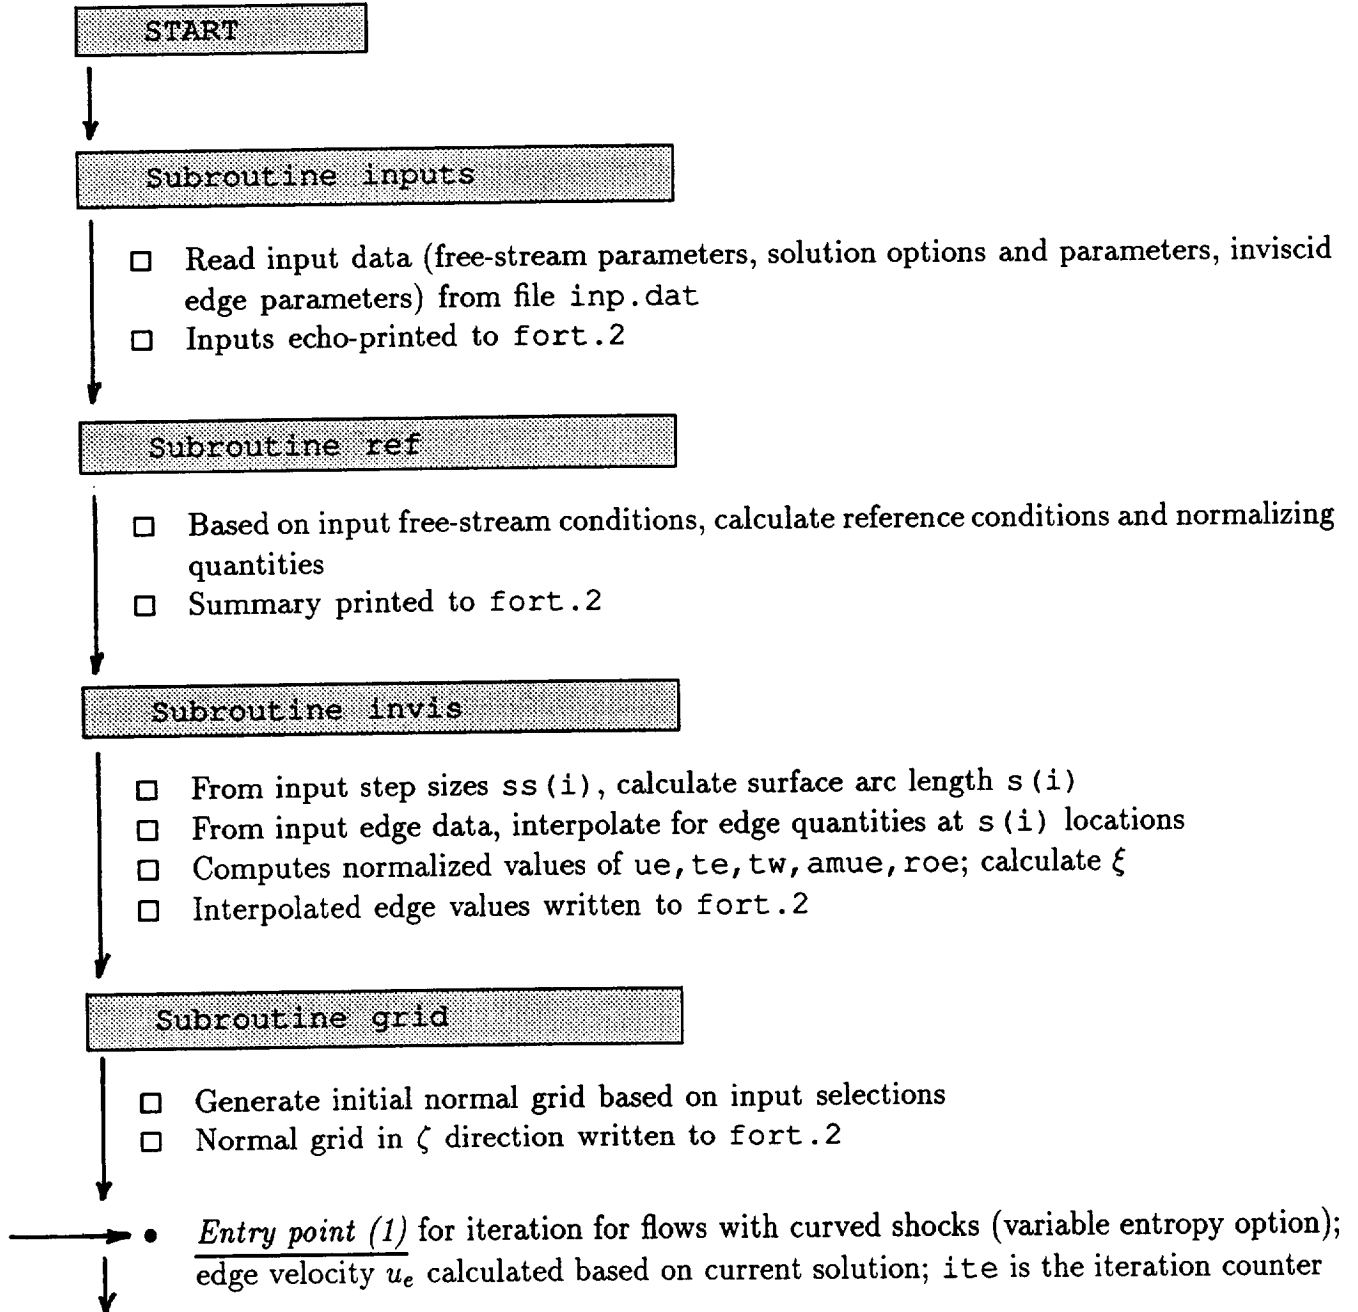 START
Subroutine inputs
□ Read input data (free-stream parameters, solution options and parameters, inviscid
edge parameters) from file inp.dat
□ Inputs echo-printed to fort.2
Subroutine ref
□ Based on input free-stream conditions, calculate reference conditions and normalizing
quantities
□ Summary printed to fort.2
Subroutine invis
□ From input step sizes ss(i), calculate surface arc length s(i)
□ From input edge data, interpolate for edge quantities at s(i) locations
□ Computes normalized values of ue,te,tw,amue,roe; calculate ξ
□ Interpolated edge values written to fort.2
Subroutine grid
□ Generate initial normal grid based on input selections
□ Normal grid in ζ direction written to fort.2
• Entry point (1) for iteration for flows with curved shocks (variable entropy option);
edge velocity u_e calculated based on current solution; ite is the iteration counter